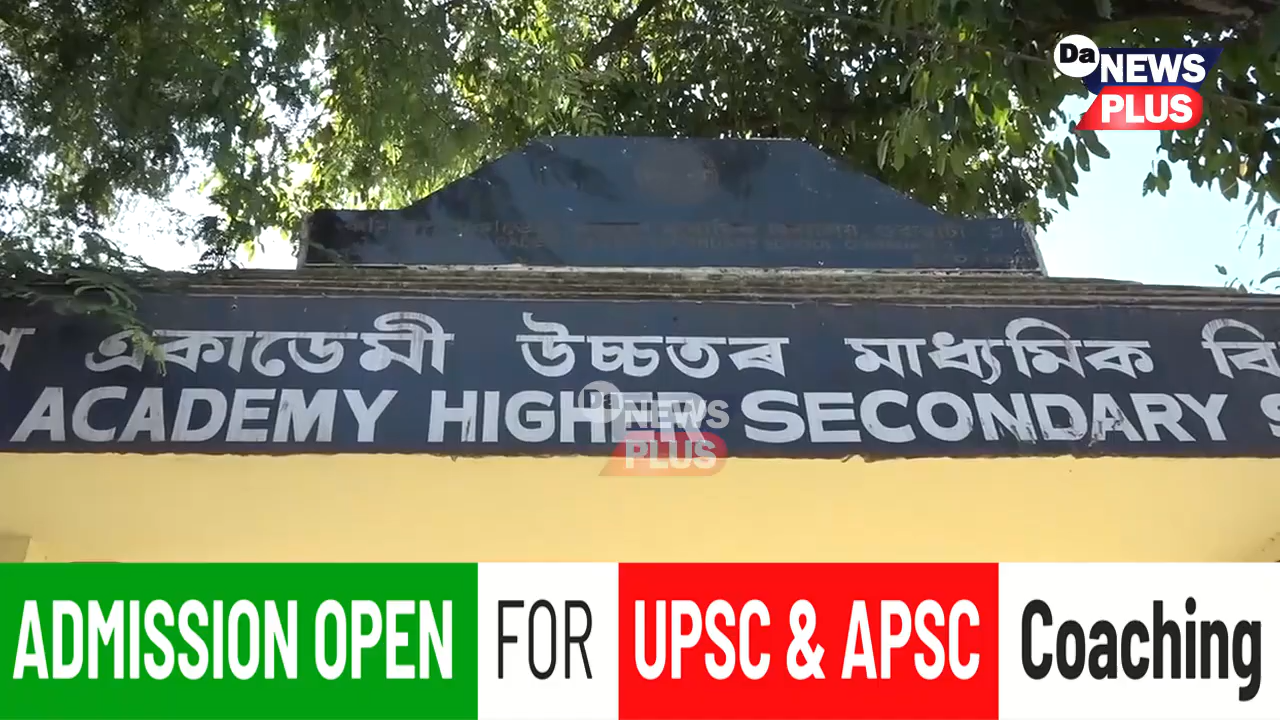 Da
NEWS
PLUS
একাডেমী উচ্চতৰ মাধ্যমিক
ACADEMY HIGHER SECONDARY
Da
NEWS
PLUS
ADMISSION OPEN FOR UPSC & APSC Coaching